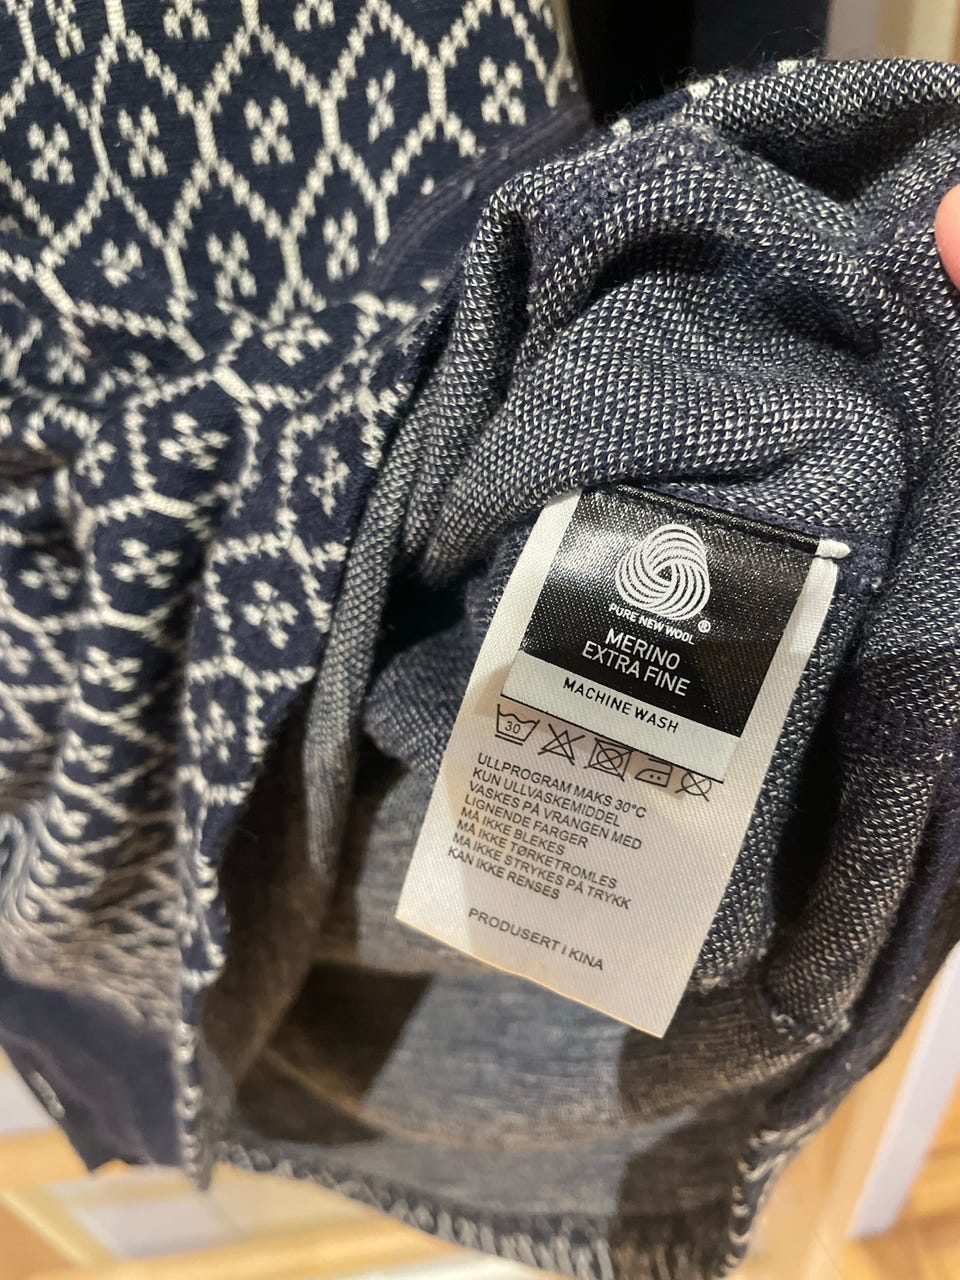 PURE NEW WOOL ®
MERINO
EXTRA FINE
MACHINE WASH
30
ULLPROGRAM MAKS 30°C
KUN ULLVASKEMIDDEL
VASKES PÅ VRANGEN MED
LIGNENDE FARGER
MÅ IKKE BLEKES
MÅ IKKE TØRKETROMLES
MÅ IKKE STRYKES PÅ TRYKK
KAN IKKE RENSES
PRODUSERT I KINA